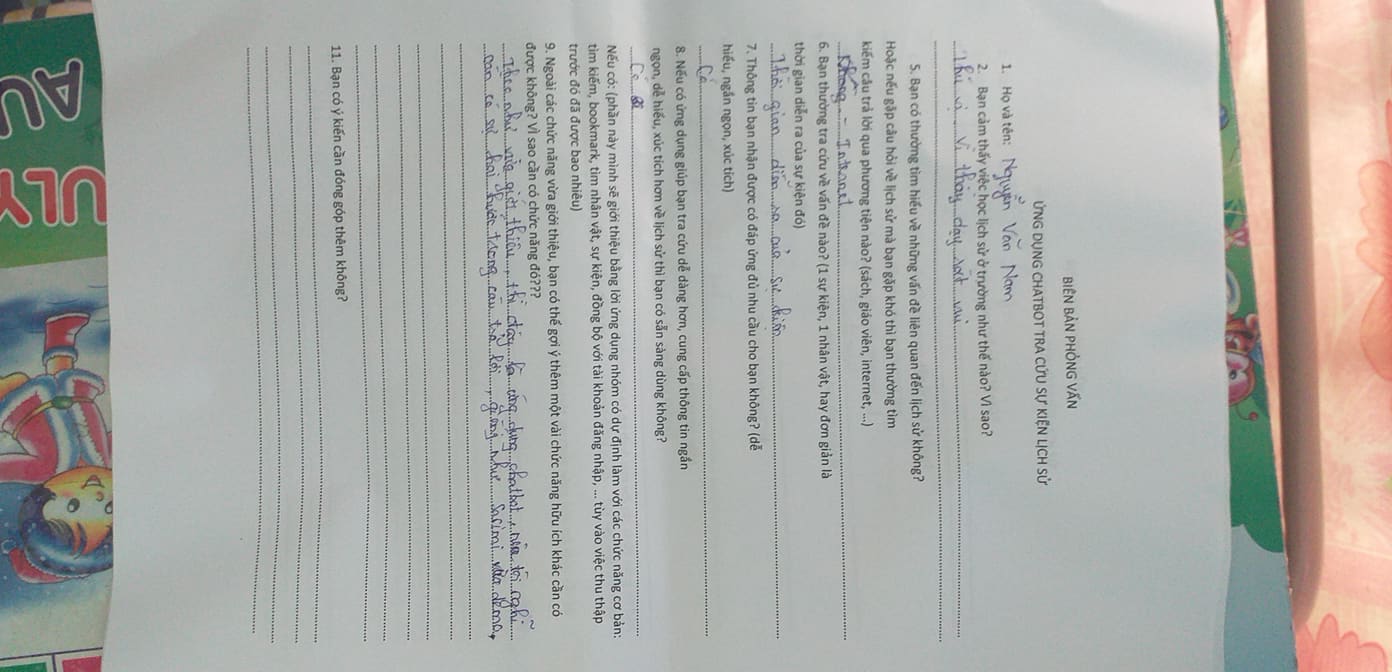 BIÊN BẢN PHỎNG VẤN
ỨNG DỤNG CHATBOT TRA CỨU SỰ KIỆN LỊCH SỬ
1. Họ và tên: Nguyễn Văn Nam
2. Bạn cảm thấy việc học lịch sử ở trường như thế nào? Vì sao?
Thú vị. Vì thầy dạy rất vui
5. Bạn có thường tìm hiểu về những vấn đề liên quan đến lịch sử không?
Hoặc nếu gặp câu hỏi về lịch sử mà bạn gặp khó thì bạn thường tìm
kiếm câu trả lời qua phương tiện nào? (sách, giáo viên, internet, ...)
Không - Internet
6. Bạn thường tra cứu về vấn đề nào? (1 sự kiện, 1 nhân vật, hay đơn giản là
thời gian diễn ra của sự kiện đó)
Thời gian diễn ra của sự kiện
7. Thông tin bạn nhận được có đáp ứng đủ nhu cầu cho bạn không? (dễ
hiểu, ngắn ngọn, xúc tích)
Có
8. Nếu có ứng dụng giúp bạn tra cứu dễ dàng hơn, cung cấp thông tin ngắn
ngọn, dễ hiểu, xúc tích hơn về lịch sử thì bạn có sẵn sàng dùng không?
Có
Nếu có: (phần này mình sẽ giới thiệu bằng lời ứng dụng nhóm có dự định làm với các chức năng cơ bản:
tìm kiếm, bookmark, tìm nhân vật, sự kiện, đồng bộ với tài khoản đăng nhập, ... tùy vào việc thu thập
trước đó đã được bao nhiêu)
9. Ngoài các chức năng vừa giới thiệu, bạn có thể gợi ý thêm một vài chức năng hữu ích khác cần có
được không? Vì sao cần có chức năng đó???
Theo như vừa giới thiệu, thì đây là ứng dụng chatbot, nên tôi nghĩ
cần có sự hài hước trong câu trả lời, giống như Sarimi vừa demo,
11. Bạn có ý kiến cần đóng góp thêm không?
AU
ULY